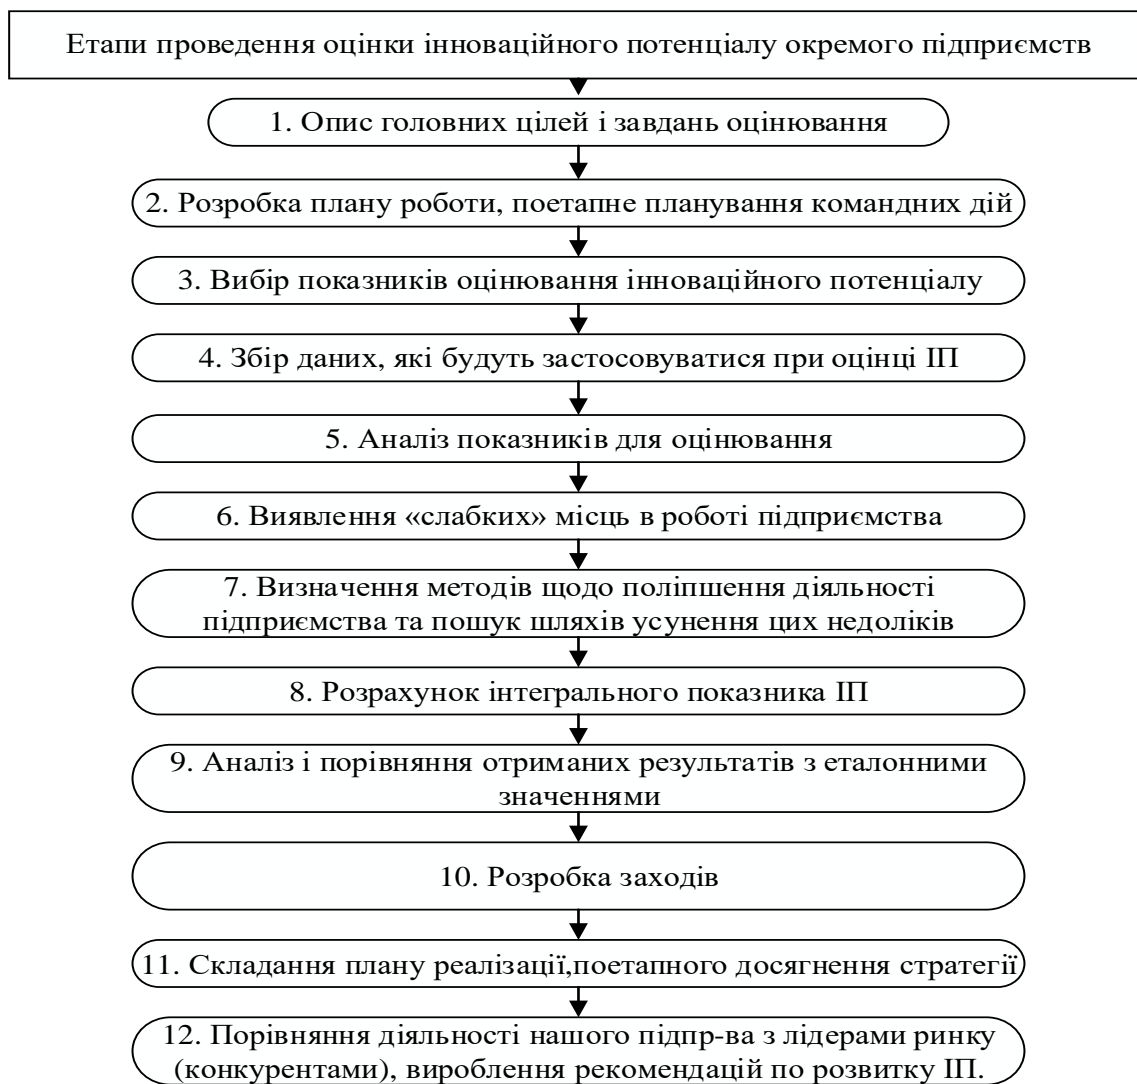 Етапи проведення оцінки інноваційного потенціалу окремого підприємств
1. Опис головних цілей і завдань оцінювання
2. Розробка плану роботи, поетапне планування командних дій
3. Вибір показників оцінювання інноваційного потенціалу
4. Збір даних, які будуть застосовуватися при оцінці ІП
5. Аналіз показників для оцінювання
6. Виявлення «слабких» місць в роботі підприємства
7. Визначення методів щодо поліпшення діяльності
підприємства та пошук шляхів усунення цих недоліків
8. Розрахунок інтегрального показника ІП
9. Аналіз і порівняння отриманих результатів з еталонними
значеннями
10. Розробка заходів
11. Складання плану реалізації,поетапного досягнення стратегії
12. Порівняння діяльності нашого підпр-ва з лідерами ринку
(конкурентами), вироблення рекомендацій по розвитку ІП.